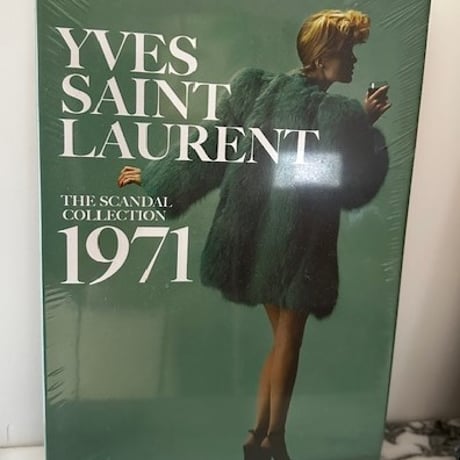 YVES
SAINT
LAURENT
THE SCANDAL
COLLECTION
1971